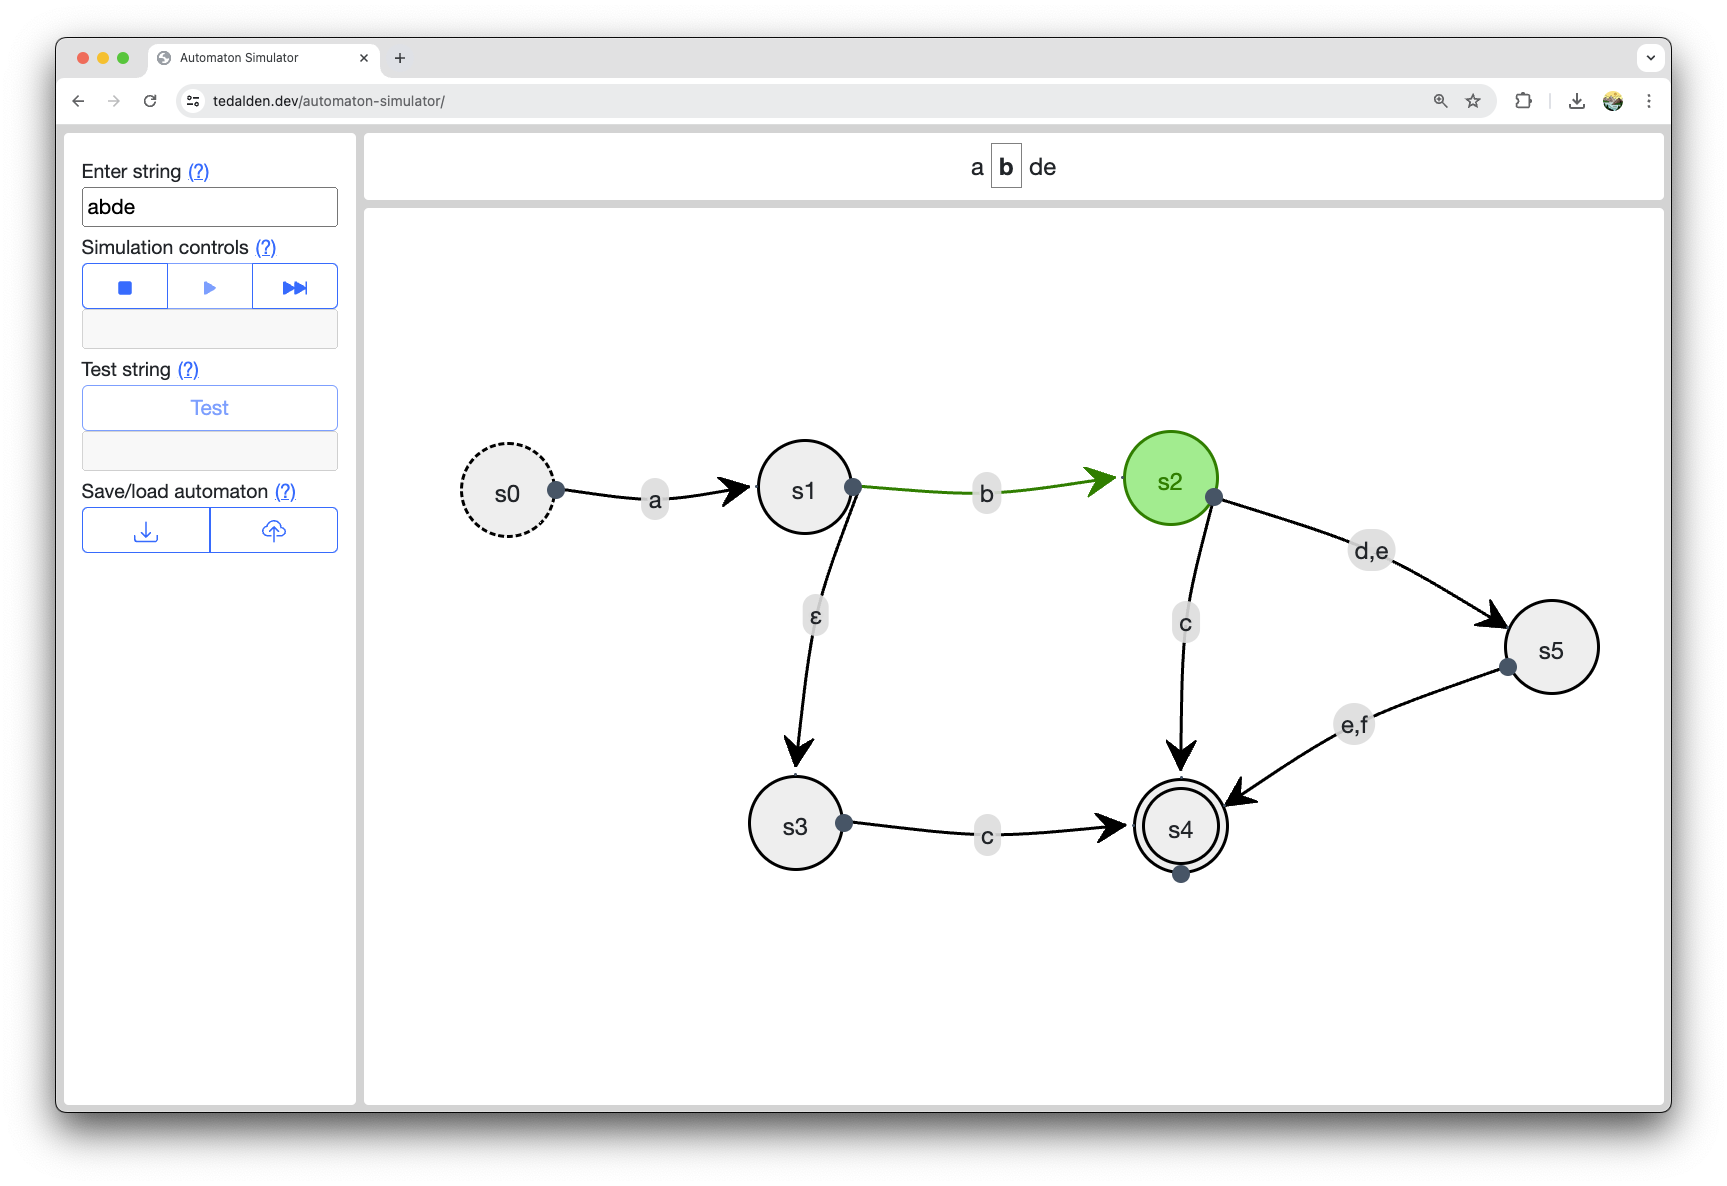 Automaton Simulator
tedalden.dev/automaton-simulator/
Enter string (?)
abde
Simulation controls (?)
Test string (?)
Test
Save/load automaton (?)
a b de
s0
a
s1
b
s2
d,e
ε
c
s5
e,f
s3
c
s4